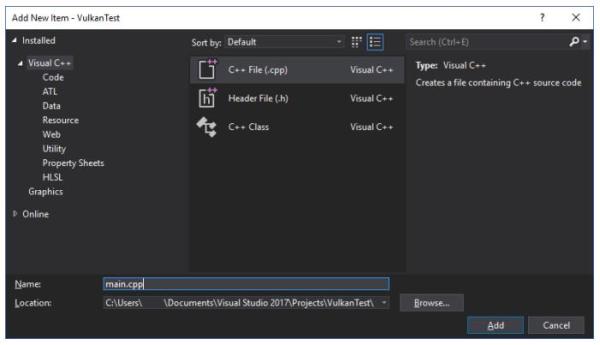 Add New Item - VulkanTest ? ×
Installed
Sort by: Default
Search (Ctrl+E)
Visual C++
Code
ATL
Data
Resource
Web
Utility
Property Sheets
HLSL
Graphics
Online
C++ File (.cpp) Visual C++
Header File (.h) Visual C++
C++ Class Visual C++
Type: Visual C++
Creates a file containing C++ source code
Name: main.cpp
Location: C:\Users\ \Documents\Visual Studio 2017\Projects\VulkanTest\
Browse...
Add Cancel